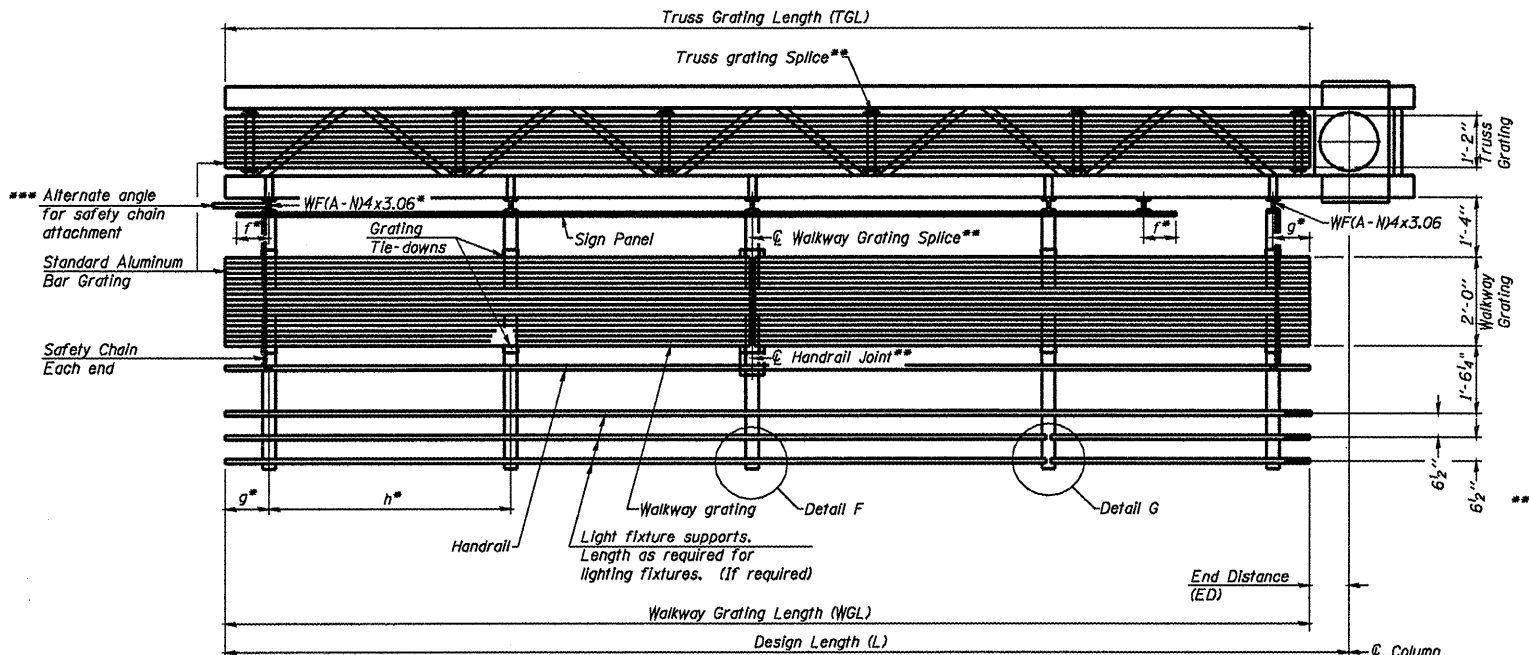 Truss Grating Length (TGL)
Truss grating Splice**
1'-2"
Truss
Grating
*** Alternate angle
for safety chain
attachment
WF(A-N)4x3.06*
f*
Sign Panel
Grating
Tie-downs
℄ Walkway Grating Splice**
f*
g*
WF(A-N)4x3.06
1'-4"
Standard Aluminum
Bar Grating
2'-0"
Walkway
Grating
Safety Chain
Each end
℄ Handrail Joint**
1'-6¼"
6½"
6½"
**
g*
h*
Walkway grating
Detail F
Detail G
Handrail
Light fixture supports.
Length as required for
lighting fixtures. (If required)
End Distance
(ED)
Walkway Grating Length (WGL)
Design Length (L)
℄ Column